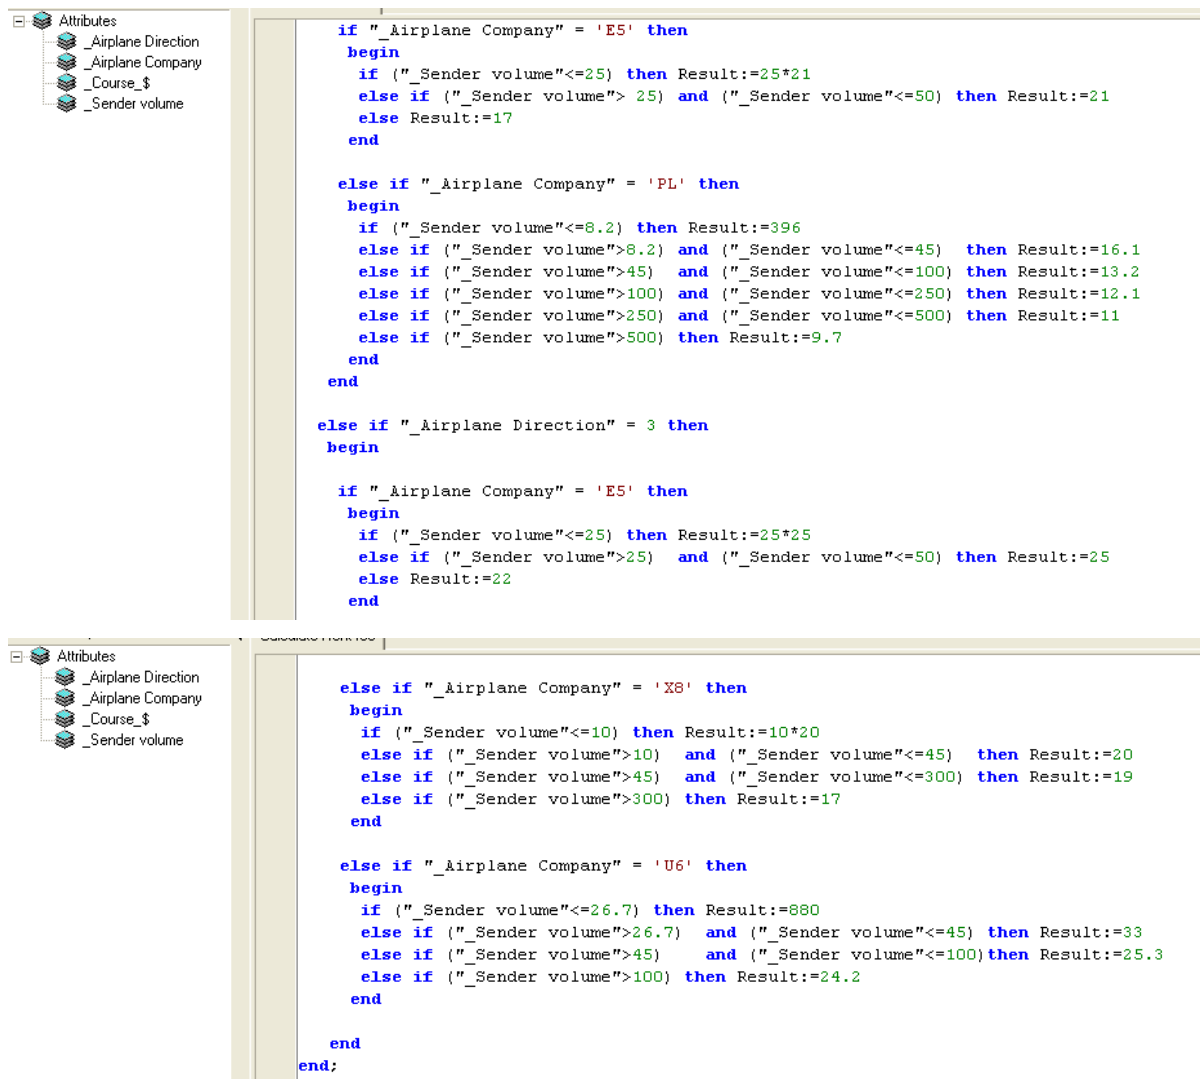 Attributes
_Airplane Direction
_Airplane Company
_Course_$
_Sender volume
if "_Airplane Company" = 'E5' then
begin
if ("_Sender volume"<=25) then Result:=25*21
else if ("_Sender volume"> 25) and ("_Sender volume"<=50) then Result:=21
else Result:=17
end
else if "_Airplane Company" = 'PL' then
begin
if ("_Sender volume"<=8.2) then Result:=396
else if ("_Sender volume">8.2) and ("_Sender volume"<=45)  then Result:=16.1
else if ("_Sender volume">45)  and ("_Sender volume"<=100) then Result:=13.2
else if ("_Sender volume">100) and ("_Sender volume"<=250) then Result:=12.1
else if ("_Sender volume">250) and ("_Sender volume"<=500) then Result:=11
else if ("_Sender volume">500) then Result:=9.7
end
end
else if "_Airplane Direction" = 3 then
begin
if "_Airplane Company" = 'E5' then
begin
if ("_Sender volume"<=25) then Result:=25*25
else if ("_Sender volume">25)  and ("_Sender volume"<=50) then Result:=25
else Result:=22
end
Attributes
_Airplane Direction
_Airplane Company
_Course_$
_Sender volume
else if "_Airplane Company" = 'X8' then
begin
if ("_Sender volume"<=10) then Result:=10*20
else if ("_Sender volume">10)  and ("_Sender volume"<=45)  then Result:=20
else if ("_Sender volume">45)  and ("_Sender volume"<=300) then Result:=19
else if ("_Sender volume">300) then Result:=17
end
else if "_Airplane Company" = 'U6' then
begin
if ("_Sender volume"<=26.7) then Result:=880
else if ("_Sender volume">26.7)  and ("_Sender volume"<=45) then Result:=33
else if ("_Sender volume">45)    and ("_Sender volume"<=100)then Result:=25.3
else if ("_Sender volume">100) then Result:=24.2
end
end
end;